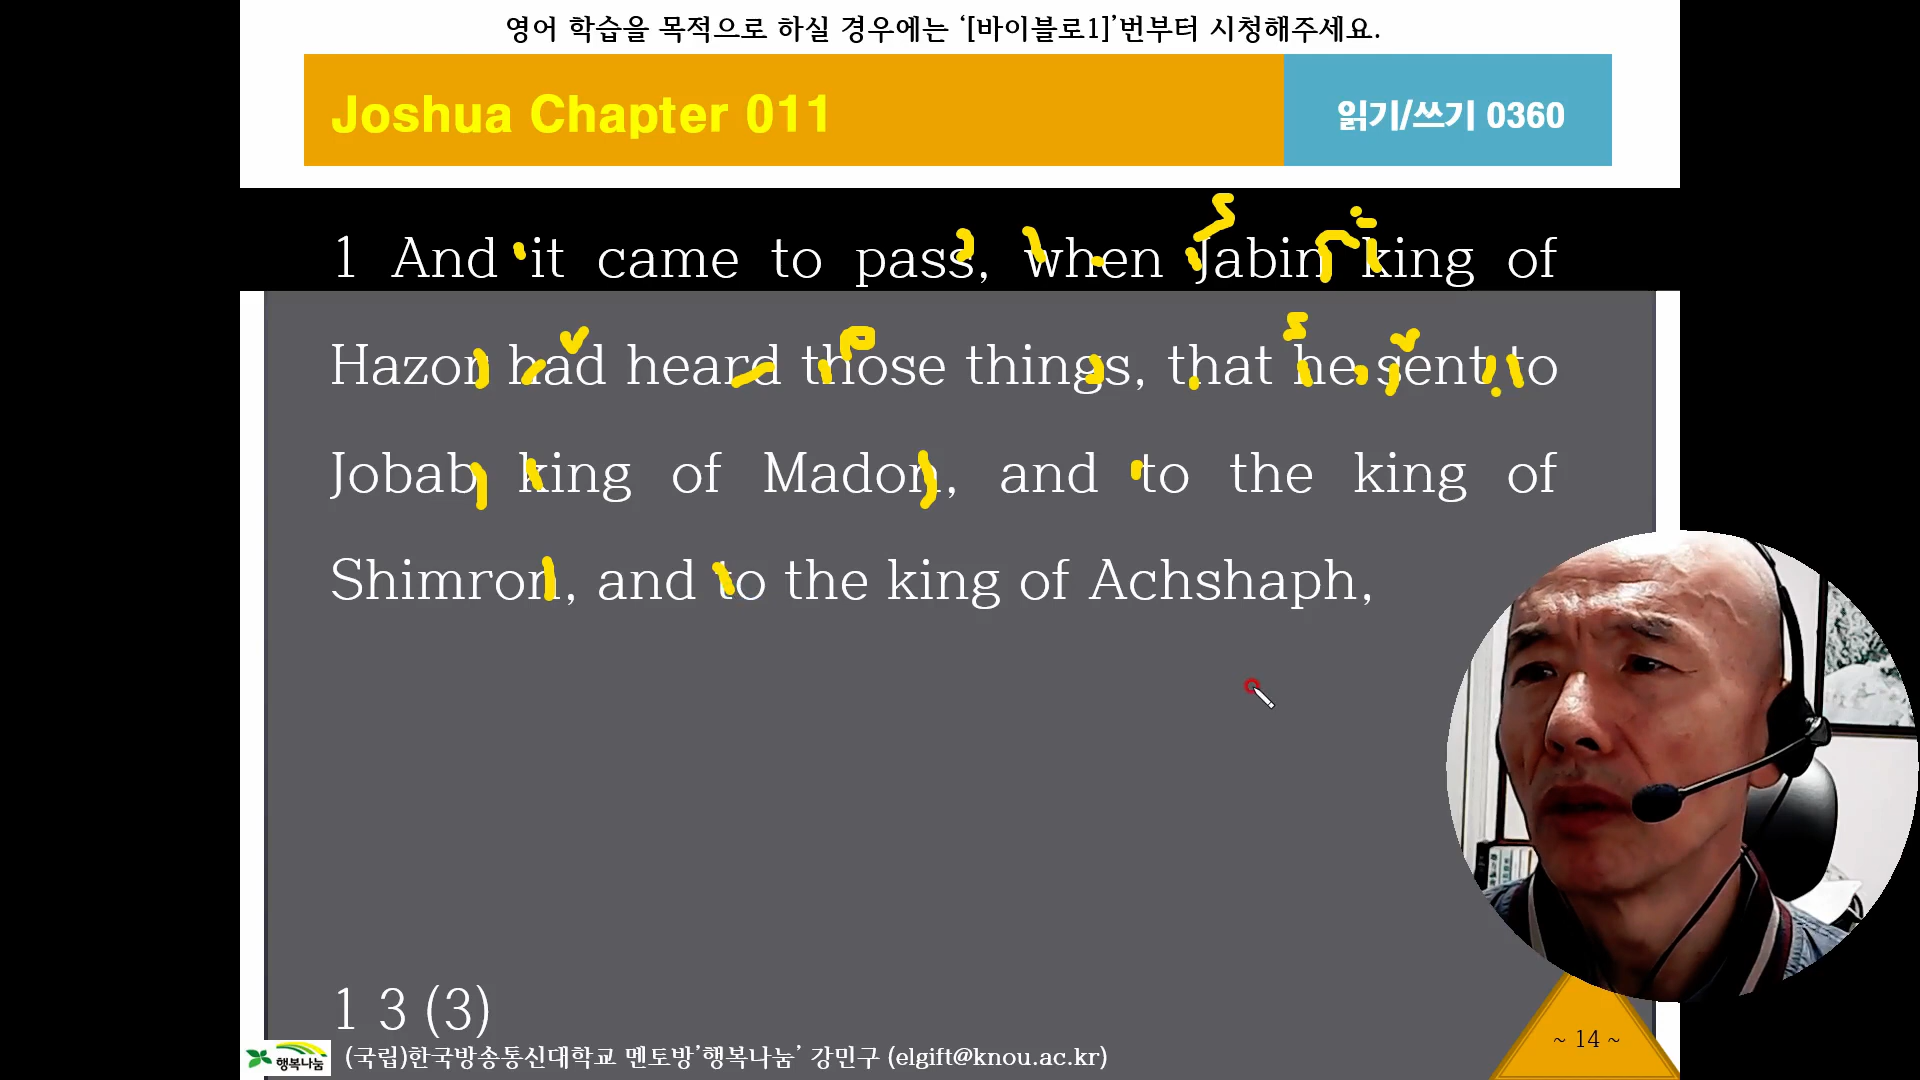 영어 학습을 목적으로 하실 경우에는 ‘[바이블로1]’번부터 시청해주세요.
Joshua Chapter 011
읽기/쓰기 0360
1 And it came to pass, when Jabin king of
Hazor had heard those things, that he sent to
Jobab king of Madon, and to the king of
Shimron, and to the king of Achshaph,
1 3 (3)
행복나눔
(국립)한국방송통신대학교 멘토방’행복나눔’ 강민구 (elgift@knou.ac.kr)
~ 14 ~